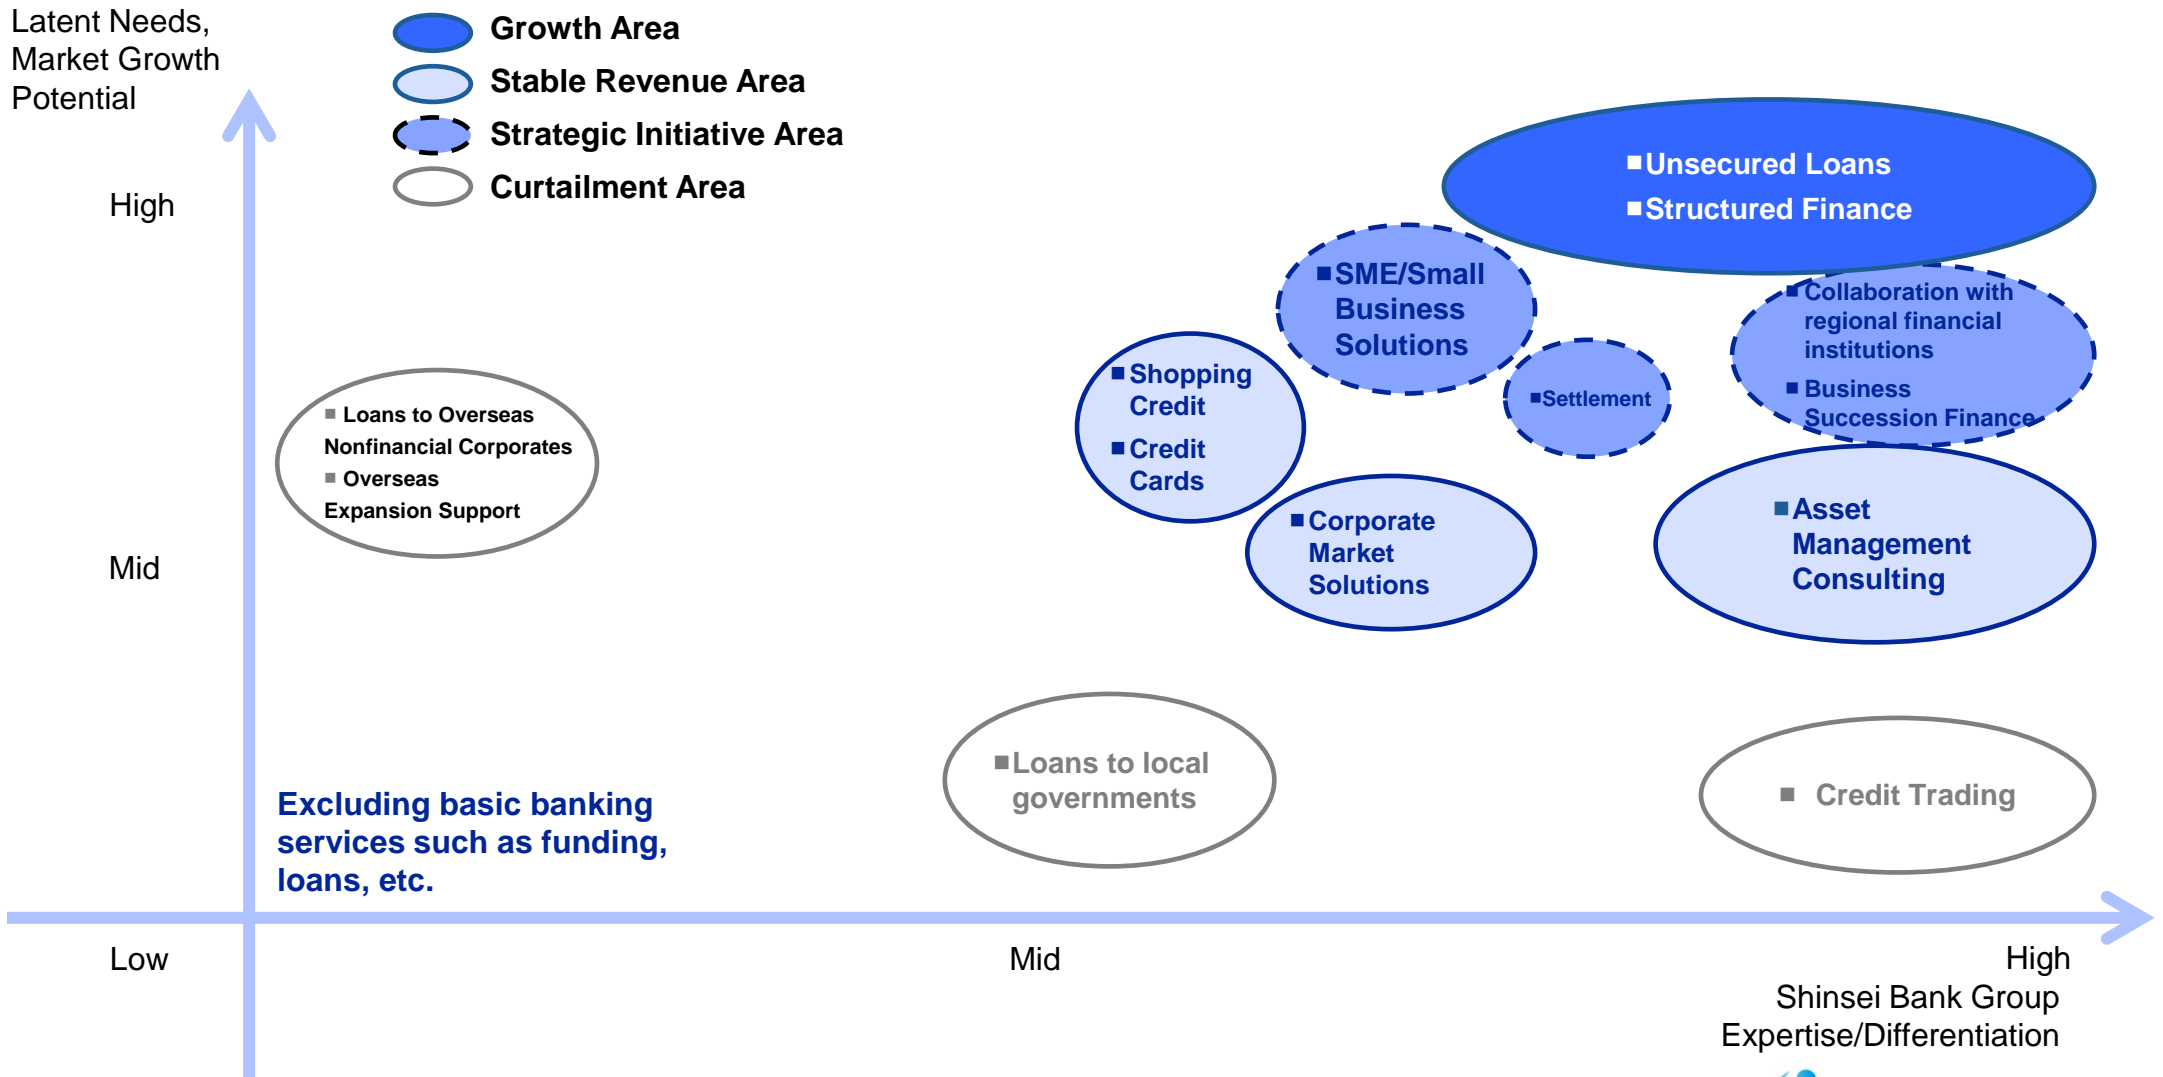 Latent Needs,
Market Growth
Potential
Growth Area
Stable Revenue Area
Strategic Initiative Area
Curtailment Area
High
Mid
▪Unsecured Loans
▪Structured Finance
▪SME/Small
Business
Solutions
▪Collaboration with
regional financial
institutions
▪Business
Succession Finance
▪Settlement
▪Shopping
Credit
▪Credit
Cards
▪Loans to Overseas
Nonfinancial Corporates
▪Overseas
Expansion Support
▪Corporate
Market
Solutions
▪Asset
Management
Consulting
▪Loans to local
governments
▪Credit Trading
Excluding basic banking
services such as funding,
loans, etc.
Low
Mid
High
Shinsei Bank Group
Expertise/Differentiation